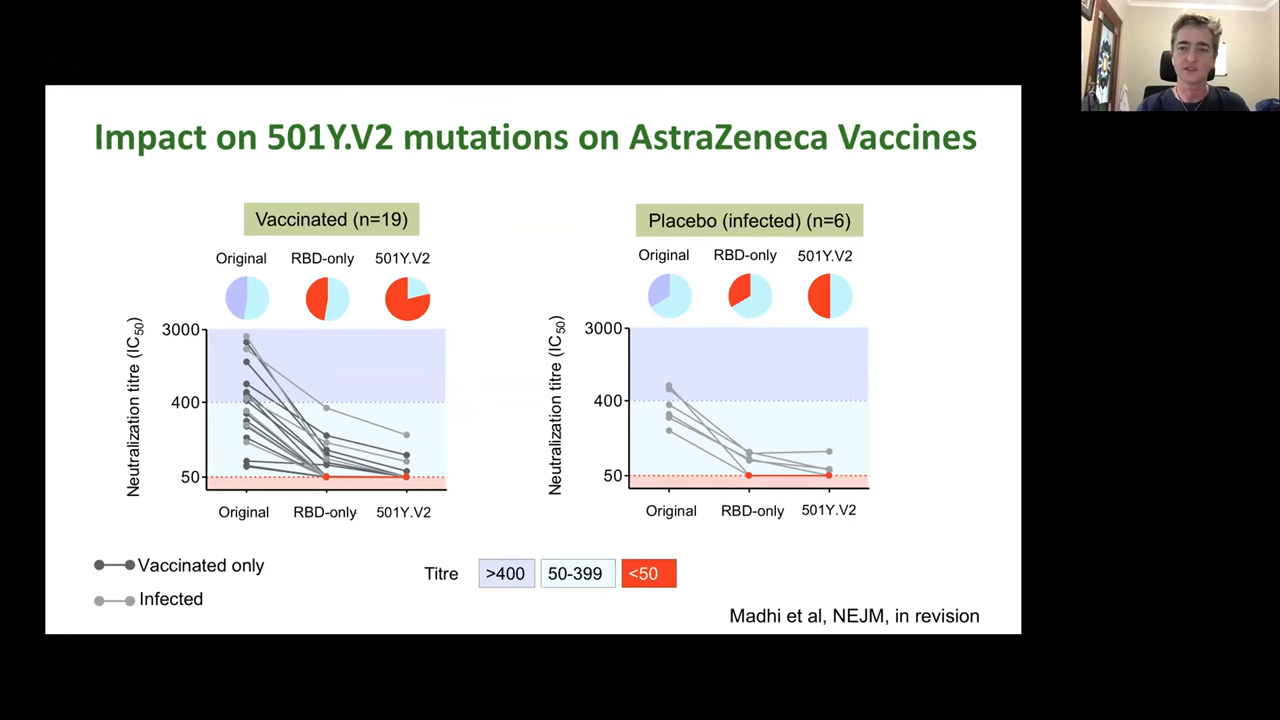 Impact on 501Y.V2 mutations on AstraZeneca Vaccines
Vaccinated (n=19)
Original RBD-only 501Y.V2
Neutralization titre (IC50)
3000
400
50
Original RBD-only 501Y.V2
Placebo (infected) (n=6)
Original RBD-only 501Y.V2
Neutralization titre (IC50)
3000
400
50
Original RBD-only 501Y.V2
Vaccinated only
Infected
Titre >400 50-399 <50
Madhi et al, NEJM, in revision